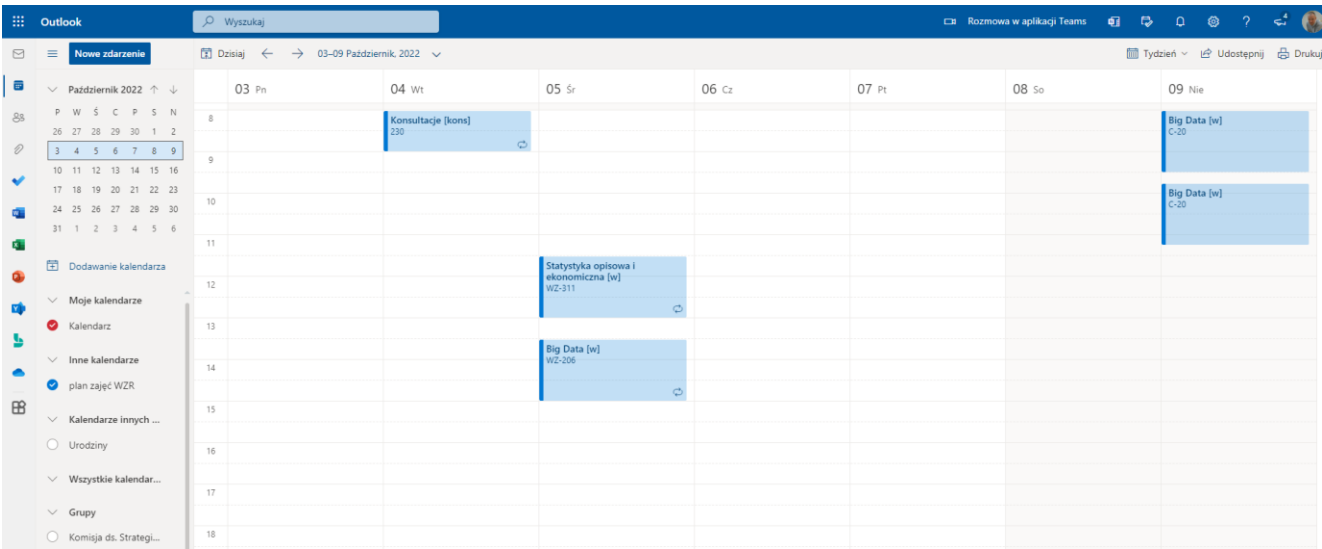 Outlook
Wyszukaj
Rozmowa w aplikacji Teams
4
Nowe zdarzenie
Dzisiaj
03–09 Październik, 2022
Tydzień
Udostępnij
Drukuj
Październik 2022
P W Ś C P S N
26 27 28 29 30 1 2
3 4 5 6 7 8 9
10 11 12 13 14 15 16
17 18 19 20 21 22 23
24 25 26 27 28 29 30
31 1 2 3 4 5 6
Dodawanie kalendarza
Moje kalendarze
Kalendarz
Inne kalendarze
plan zajęć WZR
Kalendarze innych ...
Urodziny
Wszystkie kalendar...
Grupy
Komisja ds. Strategi...
03 Pn
04 Wt
05 Śr
06 Cz
07 Pt
08 So
09 Nie
8
9
10
11
12
13
14
15
16
17
18
Konsultacje [kons]
230
Statystyka opisowa i
ekonomiczna [w]
WZ-311
Big Data [w]
WZ-206
Big Data [w]
C-20
Big Data [w]
C-20